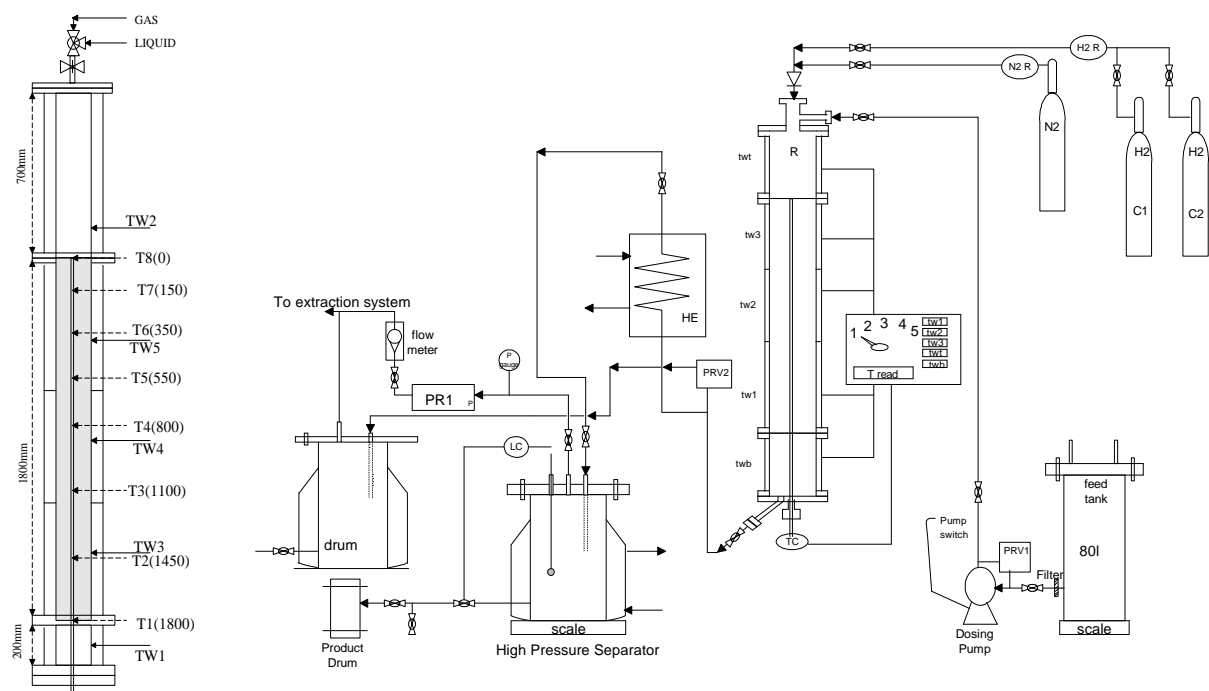 GAS
LIQUID
700mm
TW2
T8(0)
T7(150)
T6(350)
TW5
T5(550)
T4(800)
TW4
1800mm
T3(1100)
TW3
T2(1450)
T1(1800)
200mm
TW1
To extraction system
flow
meter
P
gauge
PR1
P
LC
drum
Product
Drum
scale
High Pressure Separator
HE
PRV2
R
twt
tw3
tw2
tw1
twb
TC
1
2
3
4
5
tw1
tw2
tw3
twt
twb
T read
N2 R
H2 R
N2
H2
C1
H2
C2
Pump
switch
PRV1
Filter
Dosing
Pump
feed
tank
80l
scale